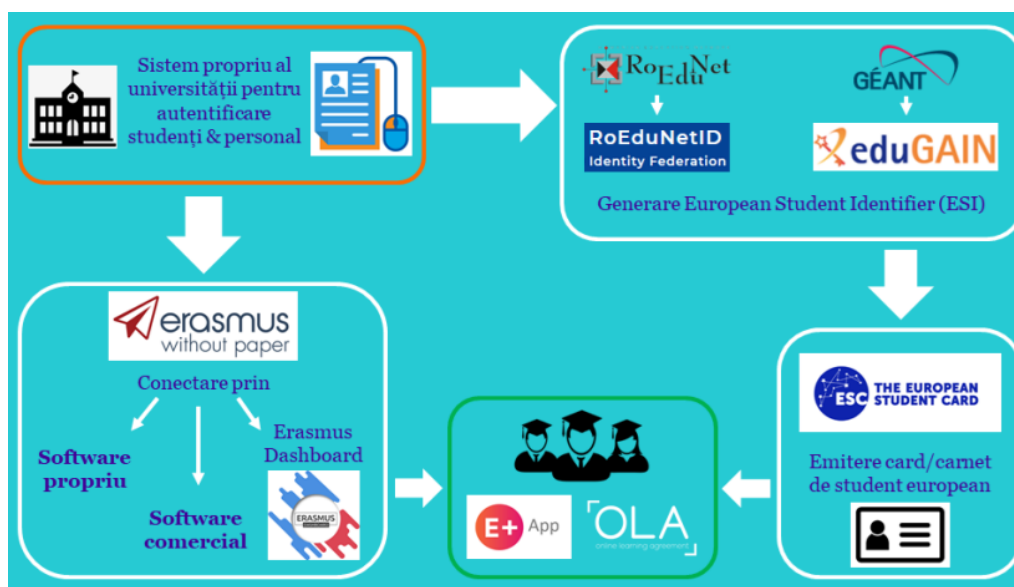 Sistem propriu al
universității pentru
autentificare
studenți & personal
RoEduNet
GÉANT
RoEduNetID
Identity Federation
eduGAIN
Generare European Student Identifier (ESI)
erasmus
without paper
Conectare prin
Software
propriu
Software
comercial
Erasmus
Dashboard
ERASMUS
E+ App
OLA
online learning agreement
ESC
THE EUROPEAN
STUDENT CARD
Emitere card/carnet
de student european